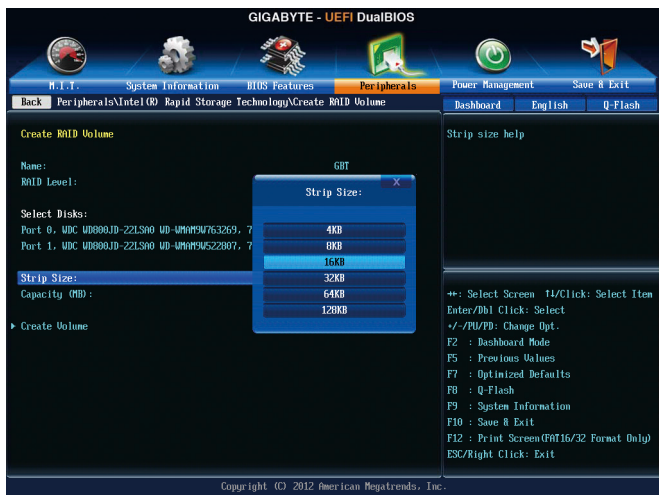 GIGABYTE - UEFI DualBIOS
M.I.T. System Information BIOS Features Peripherals Power Management Save & Exit
Back Peripherals\Intel(R) Rapid Storage Technology\Create RAID Volume
Dashboard English Q-Flash
Create RAID Volume
Name: GBT
RAID Level:
Select Disks:
Port 0, WDC WD800JD-22LSA0 WD-WMAM9W763269, 7
Port 1, WDC WD800JD-22LSA0 WD-WMAM9W522807, 7
Strip Size:
Capacity (MB):
Create Volume
Strip Size: X
4KB
8KB
16KB
32KB
64KB
128KB
Strip size help
→←: Select Screen ↑↓/Click: Select Item
Enter/Dbl Click: Select
+/-/PU/PD: Change Opt.
F2 : Dashboard Mode
F5 : Previous Values
F7 : Optimized Defaults
F8 : Q-Flash
F9 : System Information
F10 : Save & Exit
F12 : Print Screen(FAT16/32 Format Only)
ESC/Right Click: Exit
Copyright (C) 2012 American Megatrends, Inc.